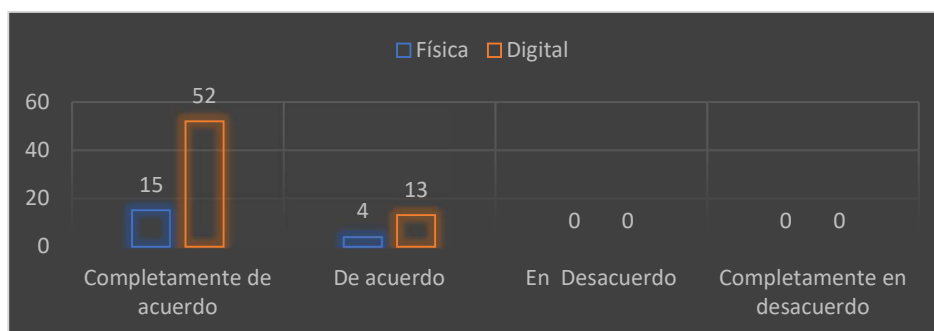 Física Digital
60
40
20
0
52
15
13
4
0 0
0 0
Completamente de
acuerdo
De acuerdo
En  Desacuerdo
Completamente en
desacuerdo